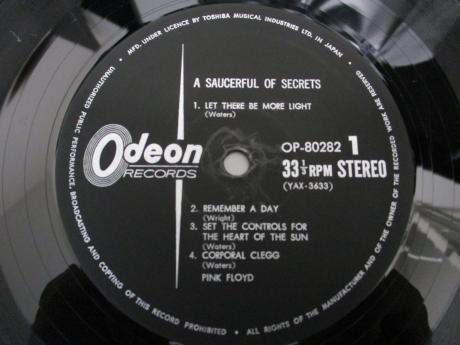 • MFD. UNDER LICENCE BY TOSHIBA MUSICAL INDUSTRIES LTD. IN JAPAN •
A SAUCERFUL OF SECRETS
1. LET THERE BE MORE LIGHT
(Waters)
Odeon
RECORDS
OP-80282 1
33⅓ RPM STEREO
(YAX-3633)
2. REMEMBER A DAY
(Wright)
3. SET THE CONTROLS FOR
THE HEART OF THE SUN
(Waters)
4. CORPORAL CLEGG
(Waters)
PINK FLOYD
UNAUTHORIZED PUBLIC PERFORMANCE, BROADCASTING AND COPYING OF THIS RECORD PROHIBITED • ALL RIGHTS OF THE MANUFACTURER AND OF THE OWNER OF THE RECORDED WORK ARE RESERVED